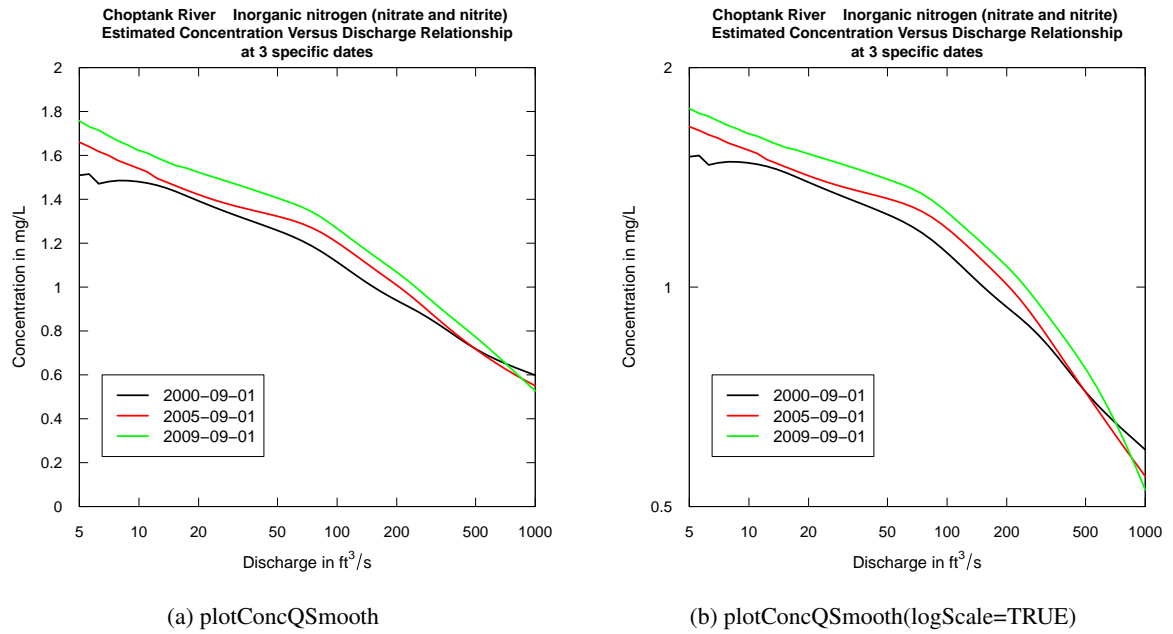 Choptank River Inorganic nitrogen (nitrate and nitrite)
Estimated Concentration Versus Discharge Relationship
at 3 specific dates
2
1.8
1.6
1.4
1.2
1
0.8
0.6
0.4
0.2
0
Concentration in mg/L
2000−09−01
2005−09−01
2009−09−01
5 10 20 50 100 200 500 1000
Discharge in ft³/s
(a) plotConcQSmooth
Choptank River Inorganic nitrogen (nitrate and nitrite)
Estimated Concentration Versus Discharge Relationship
at 3 specific dates
2
1
0.5
Concentration in mg/L
2000−09−01
2005−09−01
2009−09−01
5 10 20 50 100 200 500 1000
Discharge in ft³/s
(b) plotConcQSmooth(logScale=TRUE)